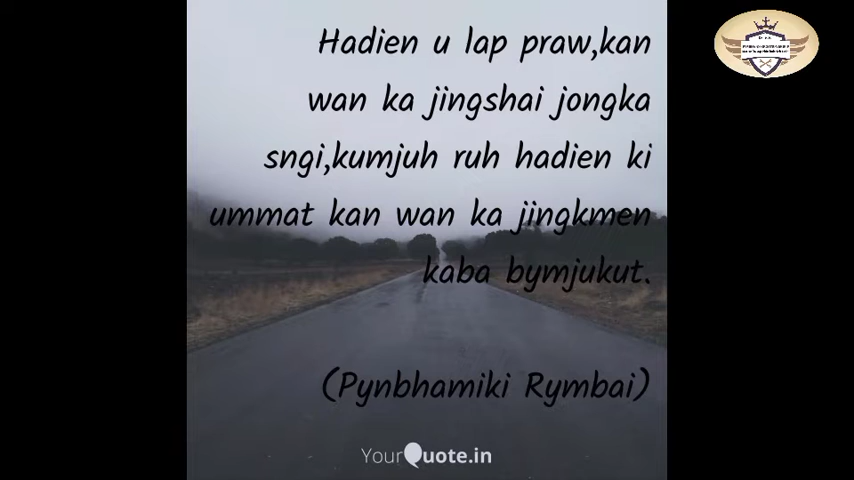 Hadien u lap praw,kan
wan ka jingshai jongka
sngi,kumjuh ruh hadien ki
ummat kan wan ka jingkmen
kaba bymjukut.
(Pynbhamiki Rymbai)
YourQuote.in